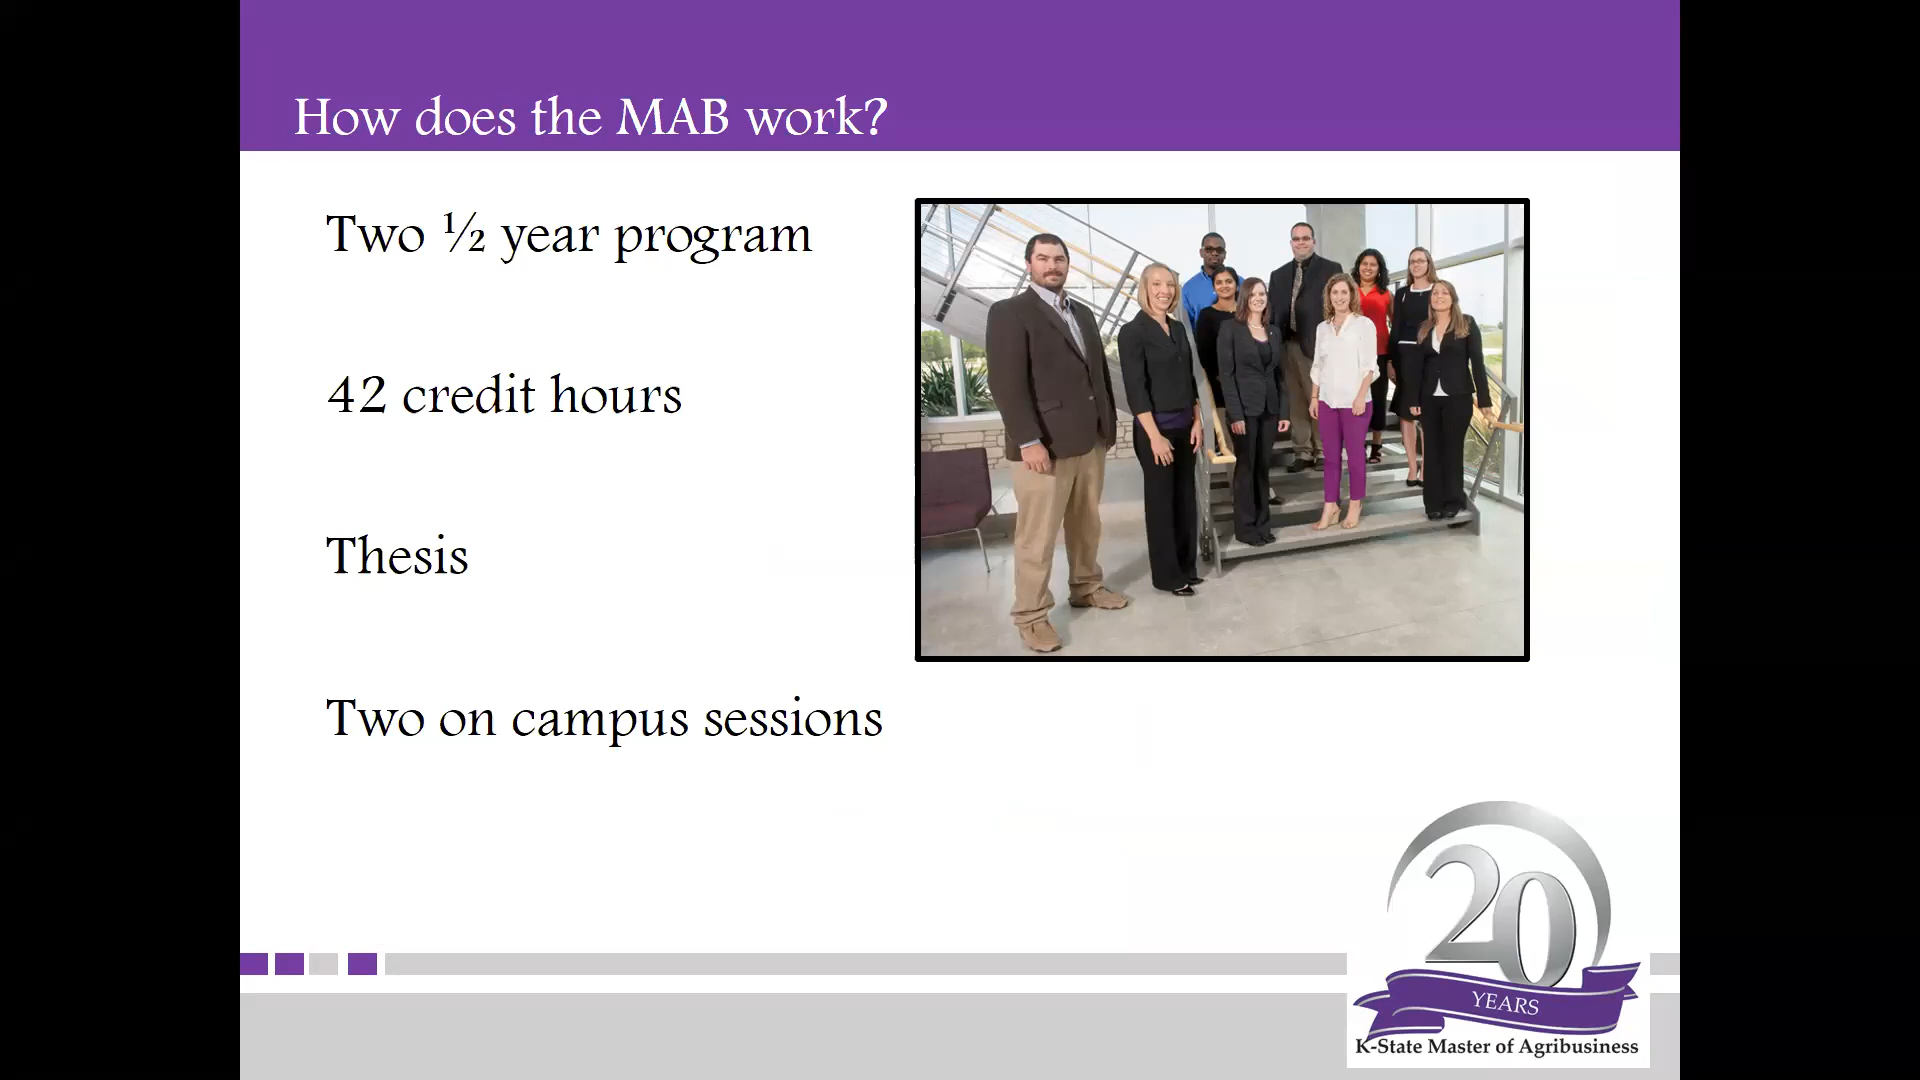 How does the MAB work?
Two ½ year program
42 credit hours
Thesis
Two on campus sessions
20
YEARS
K-State Master of Agribusiness